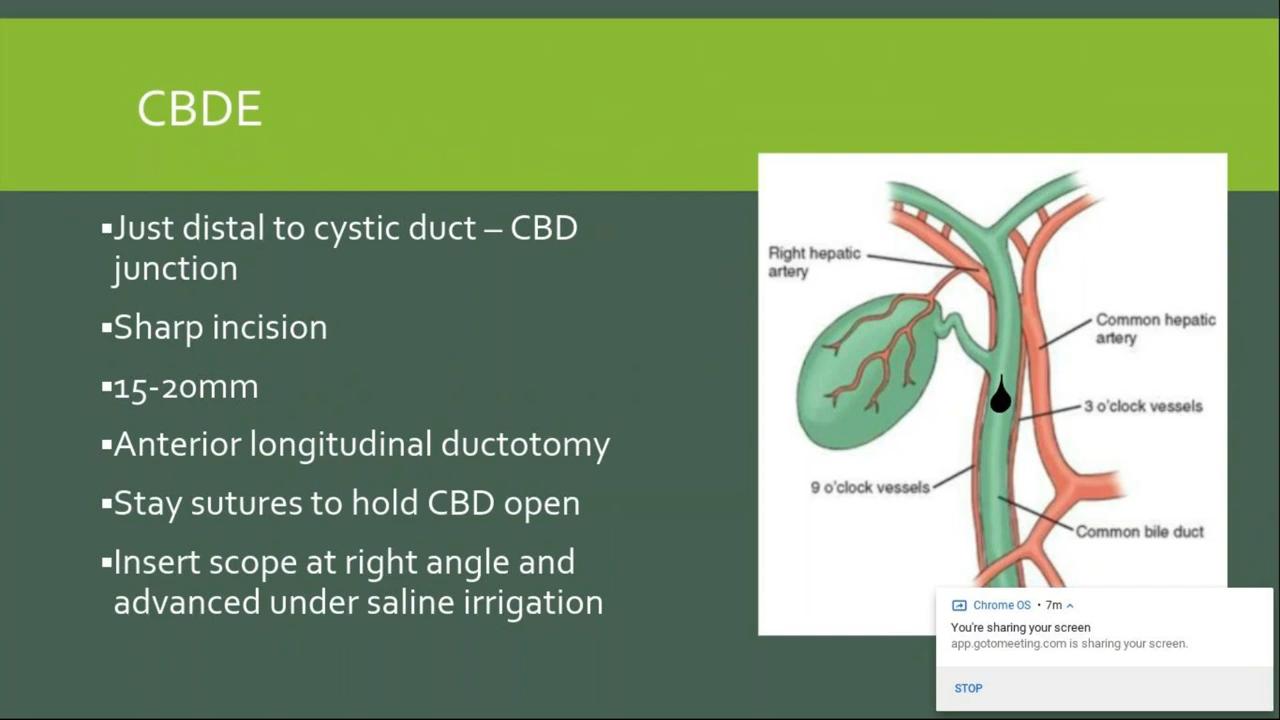 CBDE
▪Just distal to cystic duct – CBD
junction
▪Sharp incision
▪15-20mm
▪Anterior longitudinal ductotomy
▪Stay sutures to hold CBD open
▪Insert scope at right angle and
advanced under saline irrigation
Right hepatic
artery
Common hepatic
artery
3 o'clock vessels
9 o'clock vessels
Common bile duct
Chrome OS • 7m
You're sharing your screen
app.gotomeeting.com is sharing your screen.
STOP